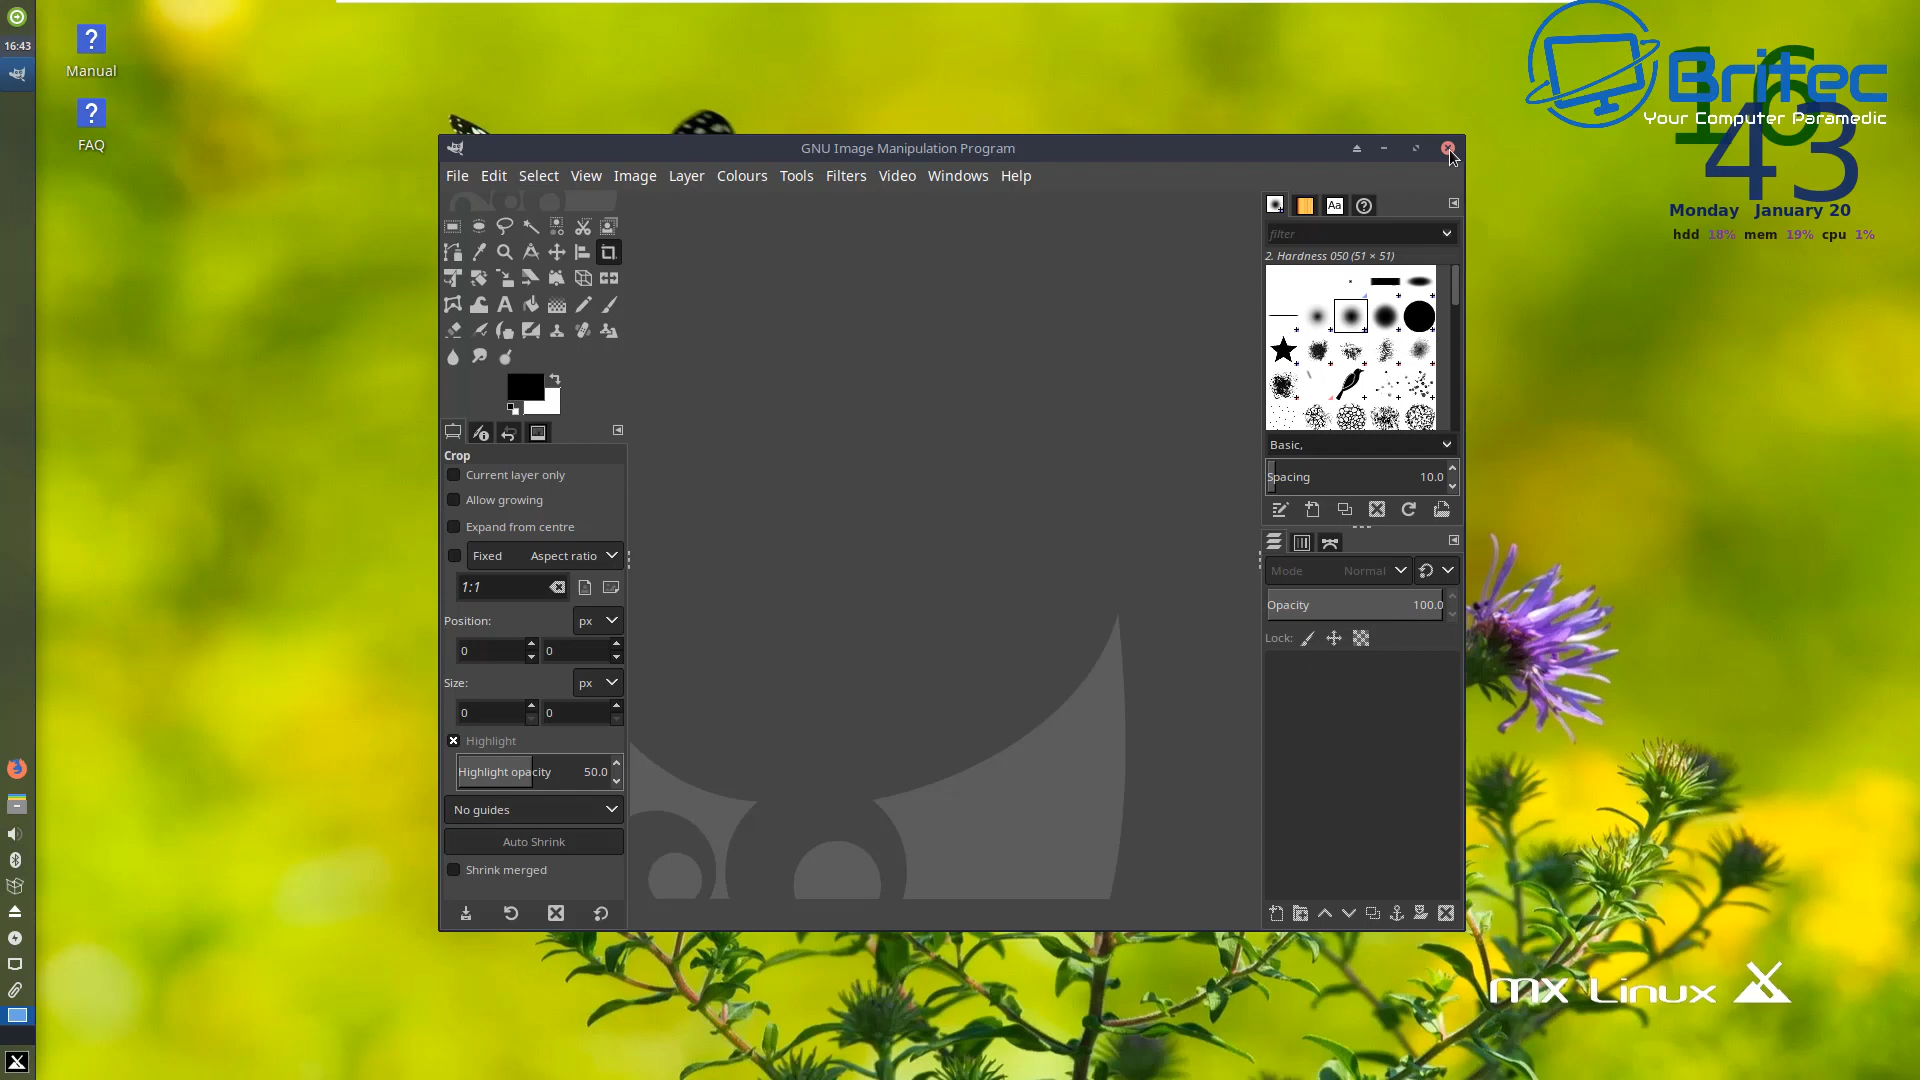 16:43
Manual
FAQ
Britec
Your Computer Paramedic
16
43
Monday January 20
hdd 18% mem 19% cpu 1%
GNU Image Manipulation Program
File Edit Select View Image Layer Colours Tools Filters Video Windows Help
Aa
filter
2. Hardness 050 (51 × 51)
Basic,
Spacing 10.0
Mode Normal
Opacity 100.0
Lock:
Crop
Current layer only
Allow growing
Expand from centre
Fixed Aspect ratio
1:1
Position: px
0 0
Size: px
0 0
Highlight
Highlight opacity 50.0
No guides
Auto Shrink
Shrink merged
MX Linux